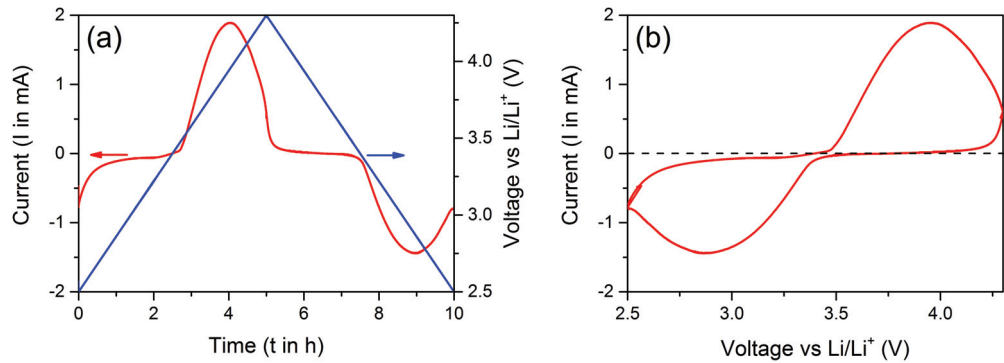 (a)
2
1
0
-1
-2
Current (I in mA)
0 2 4 6 8 10
Time (t in h)
4.0
3.5
3.0
2.5
Voltage vs Li/Li⁺ (V)
(b)
2
1
0
-1
-2
Current (I in mA)
2.5 3.0 3.5 4.0
Voltage vs Li/Li⁺ (V)